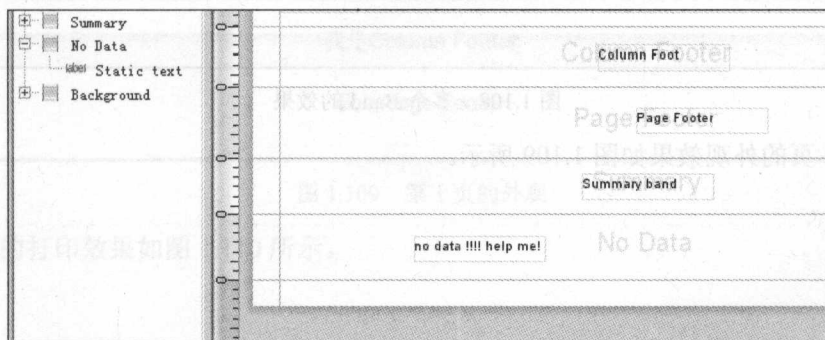 Summary
No Data
label Static text
Background
Column Footer
Column Foot
Page Footer
Page Footer
Summary
Summary band
No Data
no data !!!! help me!